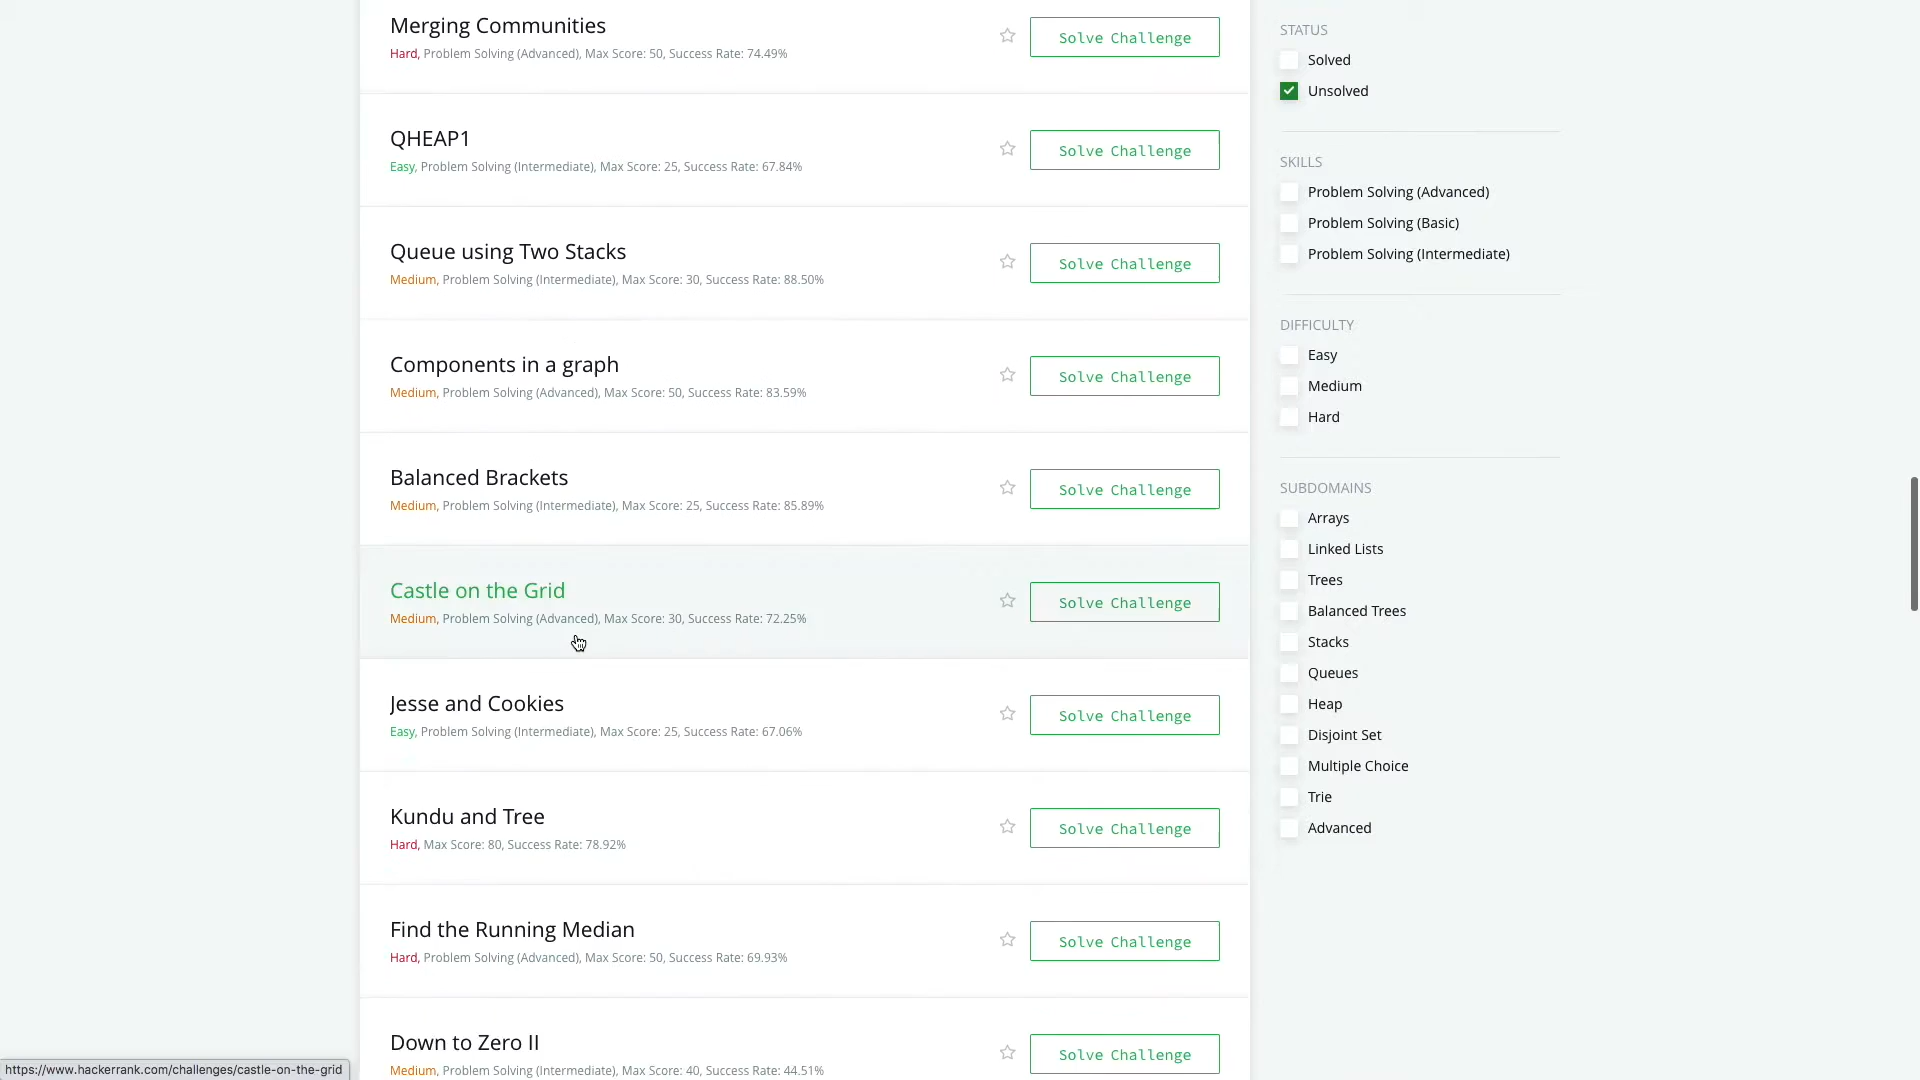 Merging Communities
Hard, Problem Solving (Advanced), Max Score: 50, Success Rate: 74.49%
Solve Challenge
QHEAP1
Easy, Problem Solving (Intermediate), Max Score: 25, Success Rate: 67.84%
Solve Challenge
Queue using Two Stacks
Medium, Problem Solving (Intermediate), Max Score: 30, Success Rate: 88.50%
Solve Challenge
Components in a graph
Medium, Problem Solving (Advanced), Max Score: 50, Success Rate: 83.59%
Solve Challenge
Balanced Brackets
Medium, Problem Solving (Intermediate), Max Score: 25, Success Rate: 85.89%
Solve Challenge
Castle on the Grid
Medium, Problem Solving (Advanced), Max Score: 30, Success Rate: 72.25%
Solve Challenge
Jesse and Cookies
Easy, Problem Solving (Intermediate), Max Score: 25, Success Rate: 67.06%
Solve Challenge
Kundu and Tree
Hard, Max Score: 80, Success Rate: 78.92%
Solve Challenge
Find the Running Median
Hard, Problem Solving (Advanced), Max Score: 50, Success Rate: 69.93%
Solve Challenge
Down to Zero II
Medium, Problem Solving (Intermediate), Max Score: 40, Success Rate: 44.51%
Solve Challenge
STATUS
Solved
Unsolved
SKILLS
Problem Solving (Advanced)
Problem Solving (Basic)
Problem Solving (Intermediate)
DIFFICULTY
Easy
Medium
Hard
SUBDOMAINS
Arrays
Linked Lists
Trees
Balanced Trees
Stacks
Queues
Heap
Disjoint Set
Multiple Choice
Trie
Advanced
https://www.hackerrank.com/challenges/castle-on-the-grid